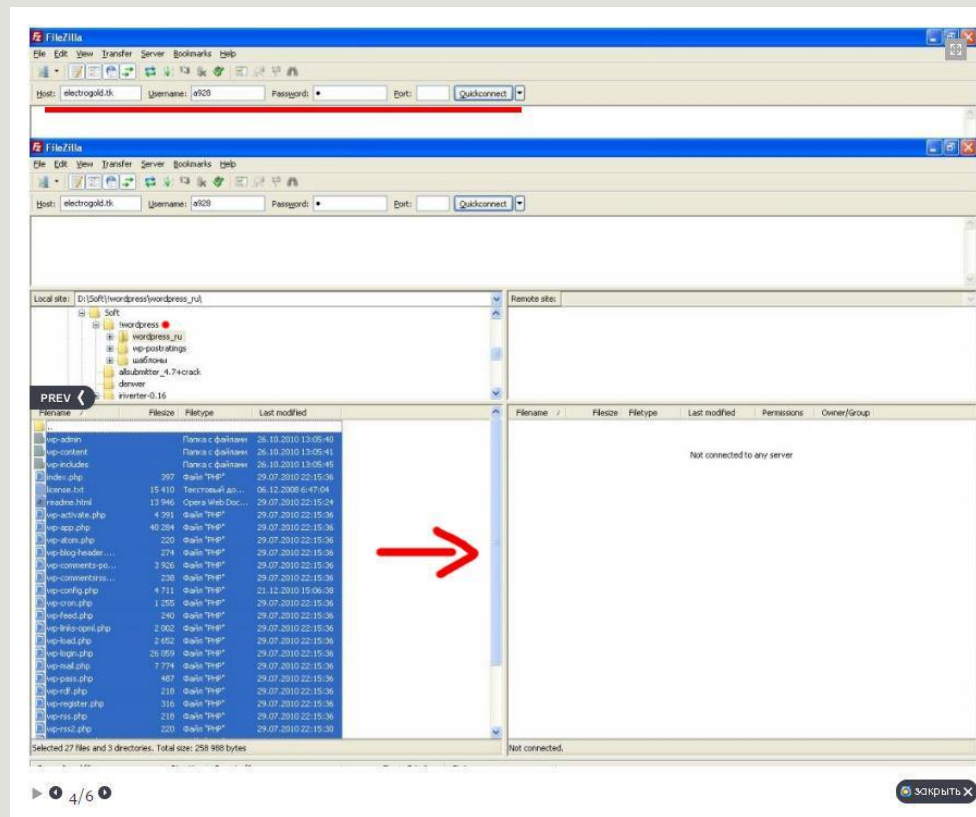 FileZilla
File Edit View Transfer Server Bookmarks Help
Host: electrogold.tk Username: a928 Password: • Port: Quickconnect
FileZilla
File Edit View Transfer Server Bookmarks Help
Host: electrogold.tk Username: a928 Password: • Port: Quickconnect
Local site: D:\Soft\!wordpress\wordpress_ru\ Remote site:
Soft
!wordpress
wordpress_ru
wp-postratings
шаблоны
allsubmitter_4.7+crack
denwer
iriverter-0.16
PREV
Filename Filesize Filetype Last modified Filename Filesize Filetype Last modified Permissions Owner/Group
..
wp-admin Папка с файлами 26.10.2010 13:05:40
wp-content Папка с файлами 26.10.2010 13:05:41
wp-includes Папка с файлами 26.10.2010 13:05:45
index.php 397 Файл "PHP" 29.07.2010 22:15:36
license.txt 15 410 Текстовый до... 06.12.2008 6:47:04
readme.html 13 946 Opera Web Doc... 29.07.2010 22:15:24
wp-activate.php 4 391 Файл "PHP" 29.07.2010 22:15:36
wp-app.php 40 284 Файл "PHP" 29.07.2010 22:15:36
wp-atom.php 220 Файл "PHP" 29.07.2010 22:15:36
wp-blog-header.... 274 Файл "PHP" 29.07.2010 22:15:36
wp-comments-po... 3 926 Файл "PHP" 29.07.2010 22:15:36
wp-commentsrss... 238 Файл "PHP" 29.07.2010 22:15:36
wp-config.php 4 711 Файл "PHP" 21.12.2010 15:06:38
wp-cron.php 1 255 Файл "PHP" 29.07.2010 22:15:36
wp-feed.php 240 Файл "PHP" 29.07.2010 22:15:36
wp-links-opml.php 2 002 Файл "PHP" 29.07.2010 22:15:36
wp-load.php 2 652 Файл "PHP" 29.07.2010 22:15:36
wp-login.php 26 059 Файл "PHP" 29.07.2010 22:15:36
wp-mail.php 7 774 Файл "PHP" 29.07.2010 22:15:36
wp-pass.php 487 Файл "PHP" 29.07.2010 22:15:36
wp-rdf.php 218 Файл "PHP" 29.07.2010 22:15:36
wp-register.php 316 Файл "PHP" 29.07.2010 22:15:36
wp-rss.php 218 Файл "PHP" 29.07.2010 22:15:36
wp-rss2.php 220 Файл "PHP" 29.07.2010 22:15:30
Not connected to any server
Selected 27 files and 3 directories. Total size: 258 988 bytes Not connected.
4/6
закрыть X